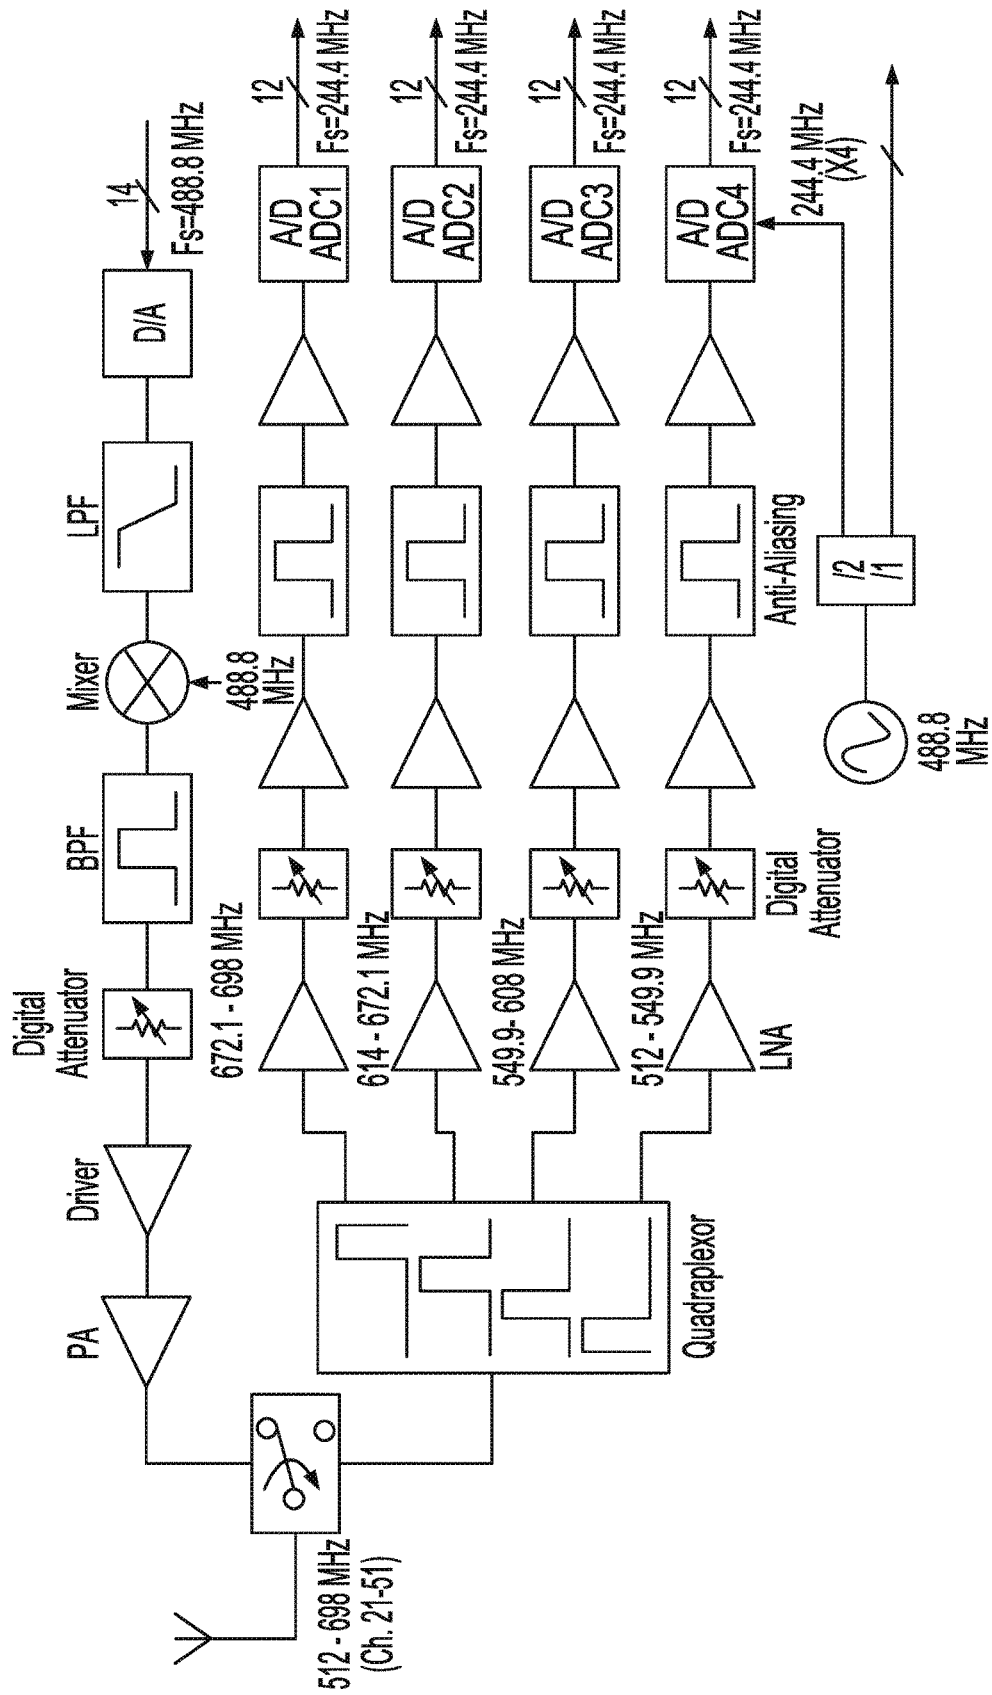 512 - 698 MHz
(Ch. 21-51)
PA
Driver
Digital
Attenuator
BPF
Mixer
488.8
MHz
LPF
D/A
14
Fs=488.8 MHz
Quadraplexor
672.1 - 698 MHz
A/D
ADC1
12
Fs=244.4 MHz
614 - 672.1 MHz
A/D
ADC2
12
Fs=244.4 MHz
549.9- 608 MHz
A/D
ADC3
12
Fs=244.4 MHz
512 - 549.9 MHz
LNA
Digital
Attenuator
Anti-Aliasing
A/D
ADC4
12
Fs=244.4 MHz
488.8
MHz
/2
/1
244.4 MHz
(X4)